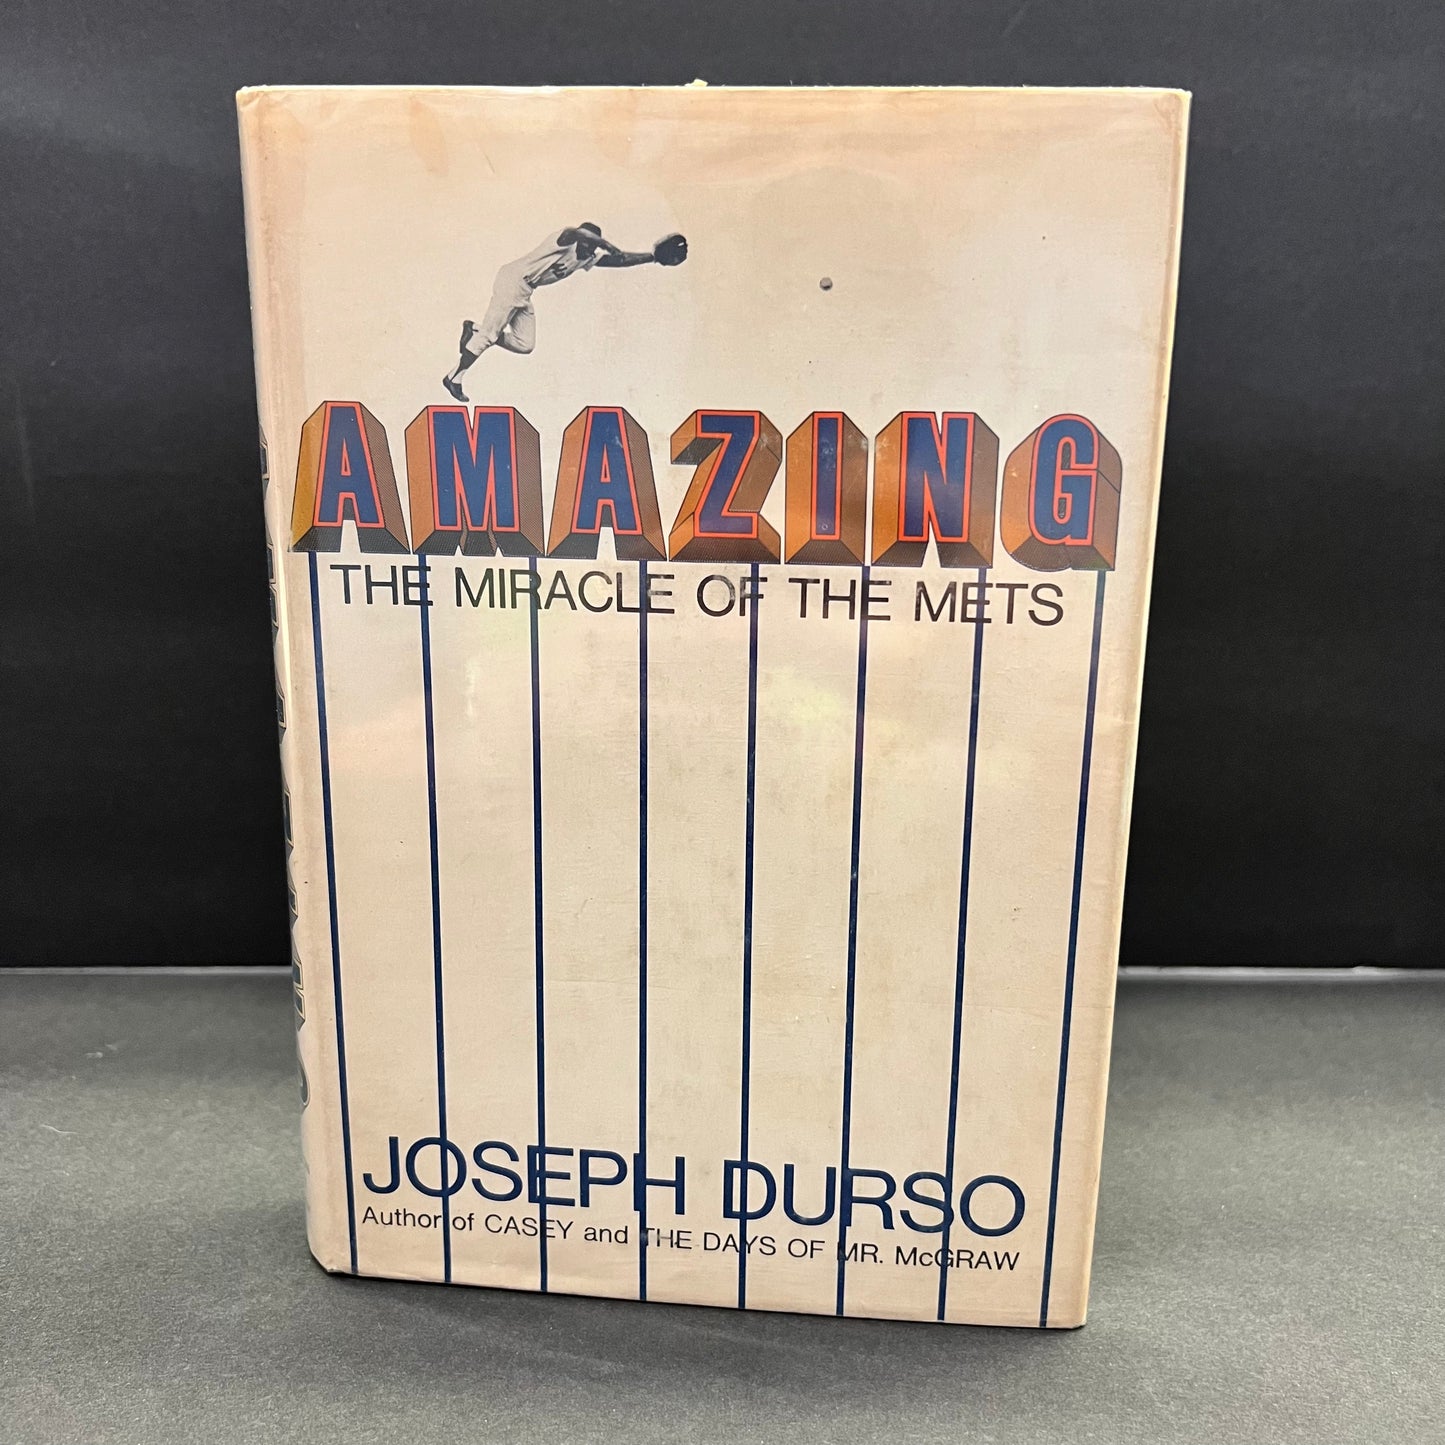 AMAZING
THE MIRACLE OF THE METS
JOSEPH DURSO
Author of CASEY and THE DAYS OF MR. McGRAW